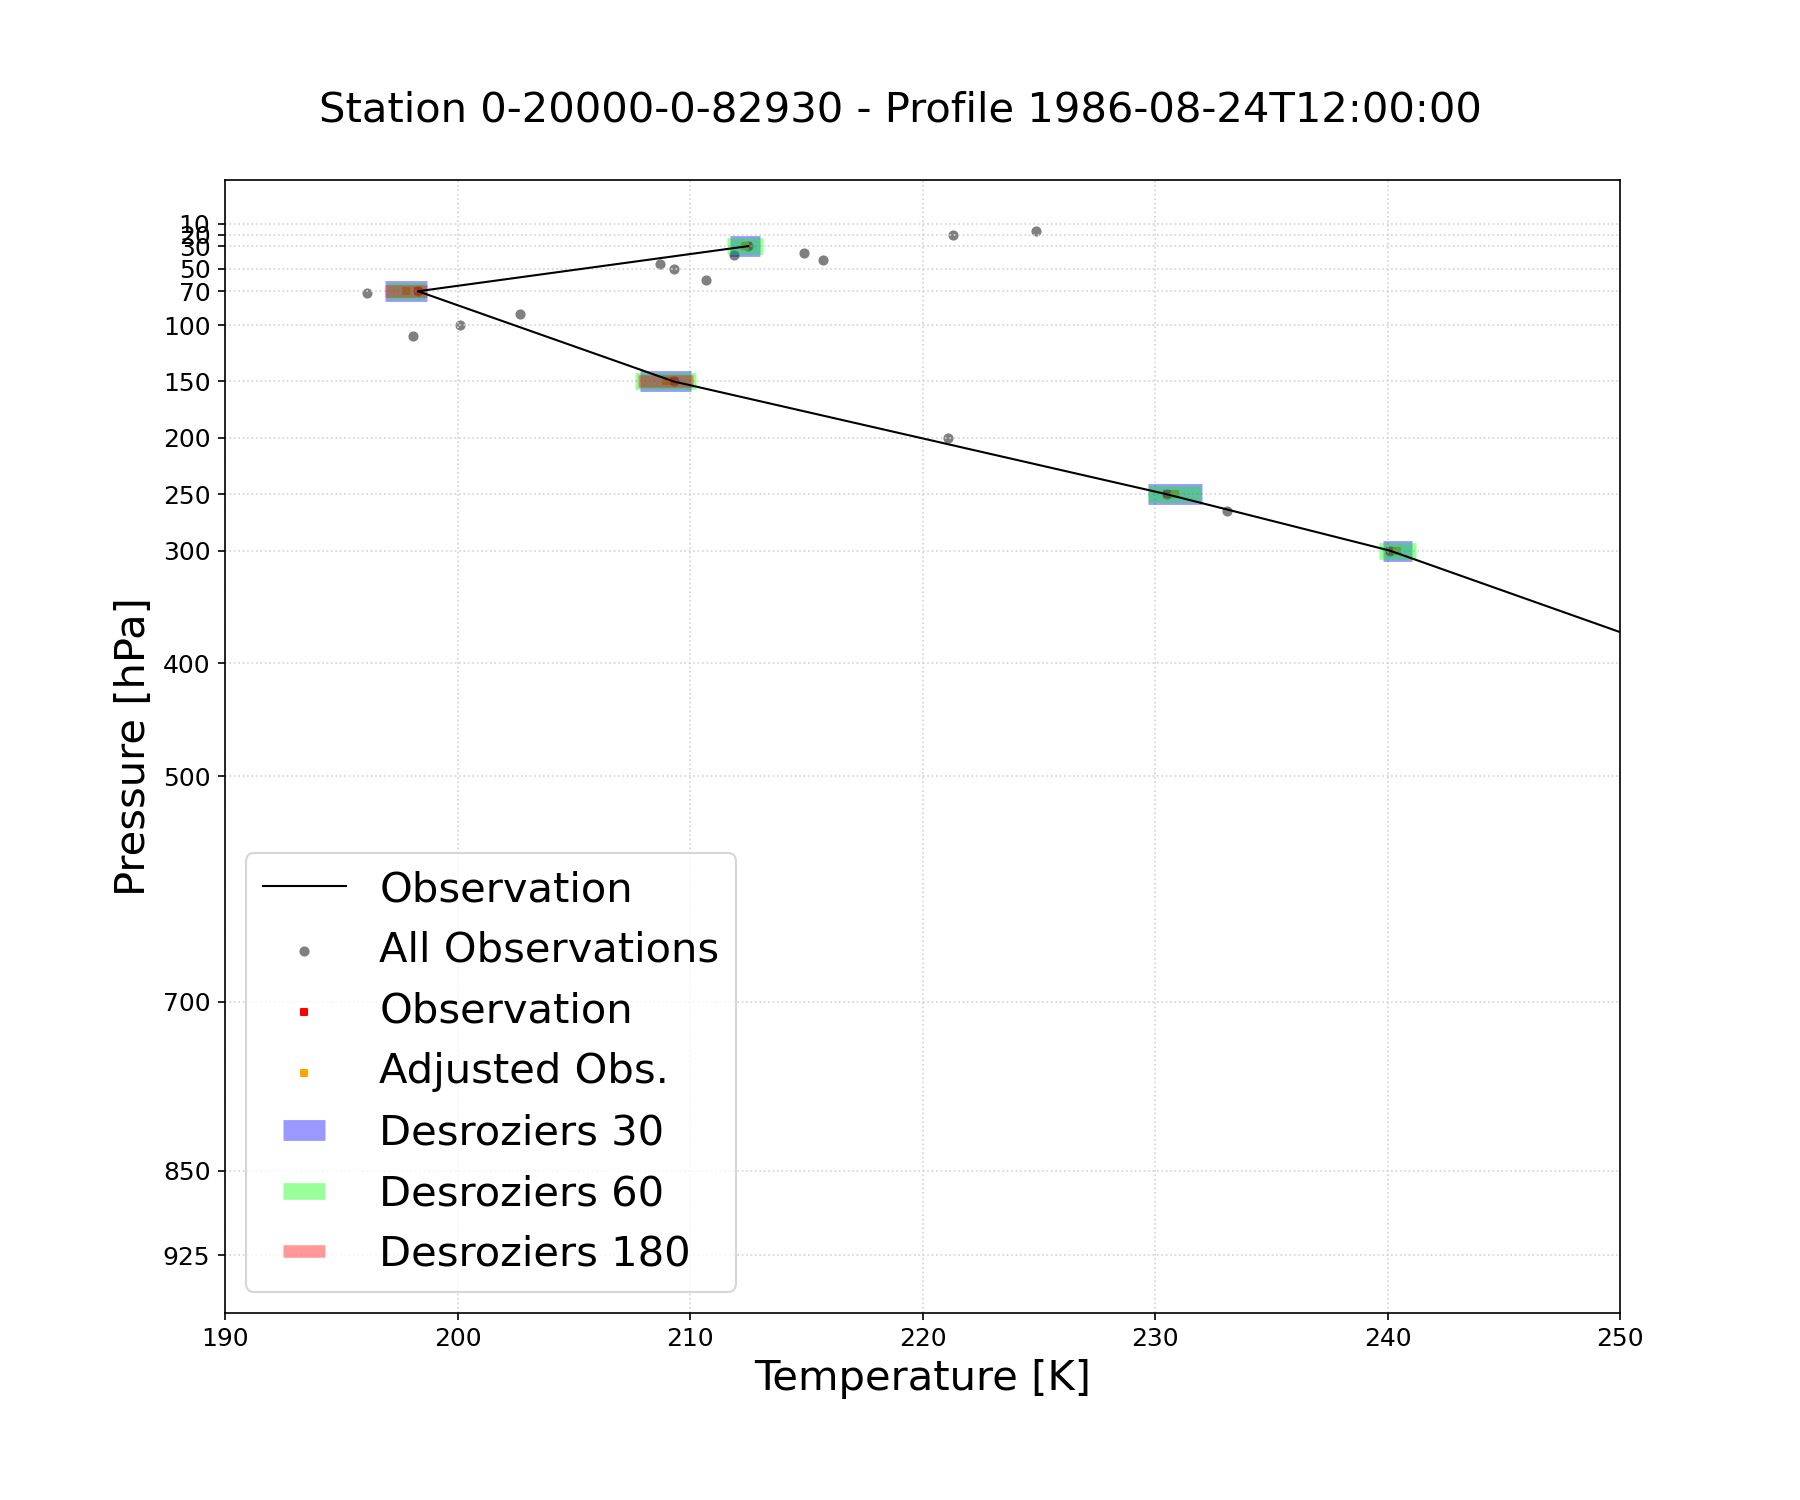 Station 0-20000-0-82930 - Profile 1986-08-24T12:00:00
10
20
30
50
70
100
150
200
250
300
400
500
700
850
925
Pressure [hPa]
Observation
All Observations
Observation
Adjusted Obs.
Desroziers 30
Desroziers 60
Desroziers 180
190 200 210 220 230 240 250
Temperature [K]